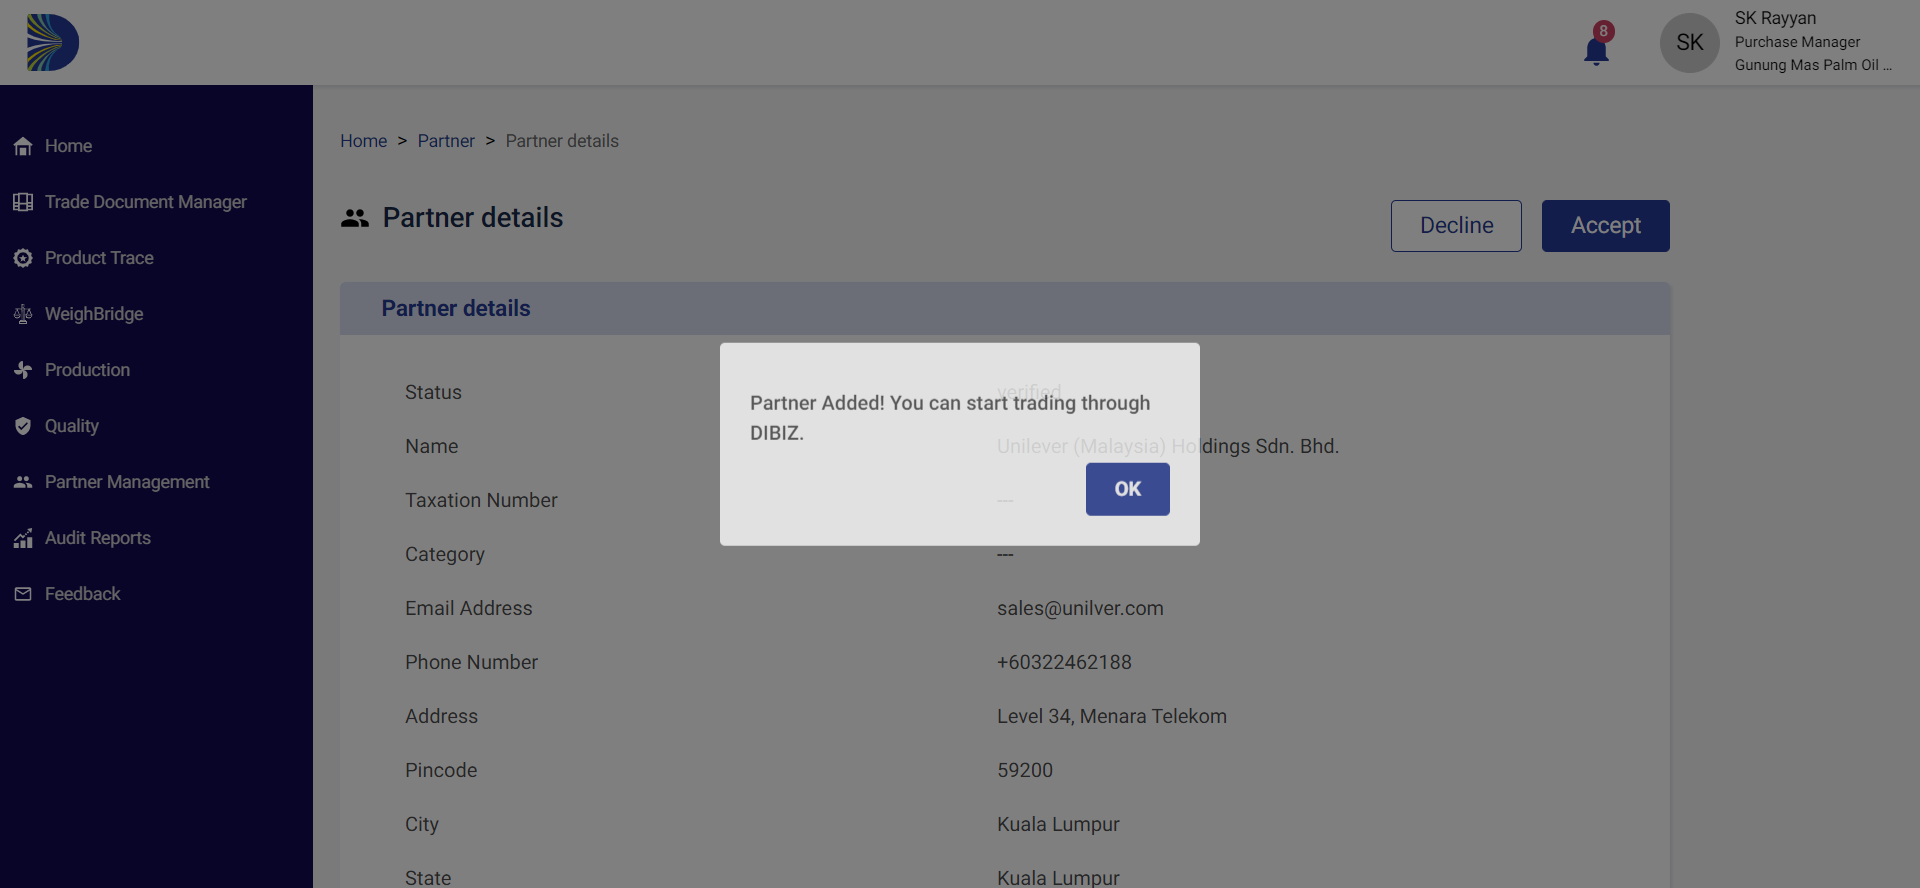 8
SK
SK Rayyan
Purchase Manager
Gunung Mas Palm Oil ...
Home
Trade Document Manager
Product Trace
WeighBridge
Production
Quality
Partner Management
Audit Reports
Feedback
Home > Partner > Partner details
Partner details
Decline
Accept
Partner details
Status verified
Partner Added! You can start trading through
DIBIZ.
OK
Name Unilever (Malaysia) Holdings Sdn. Bhd.
Taxation Number ---
Category ---
Email Address sales@unilver.com
Phone Number +60322462188
Address Level 34, Menara Telekom
Pincode 59200
City Kuala Lumpur
State Kuala Lumpur